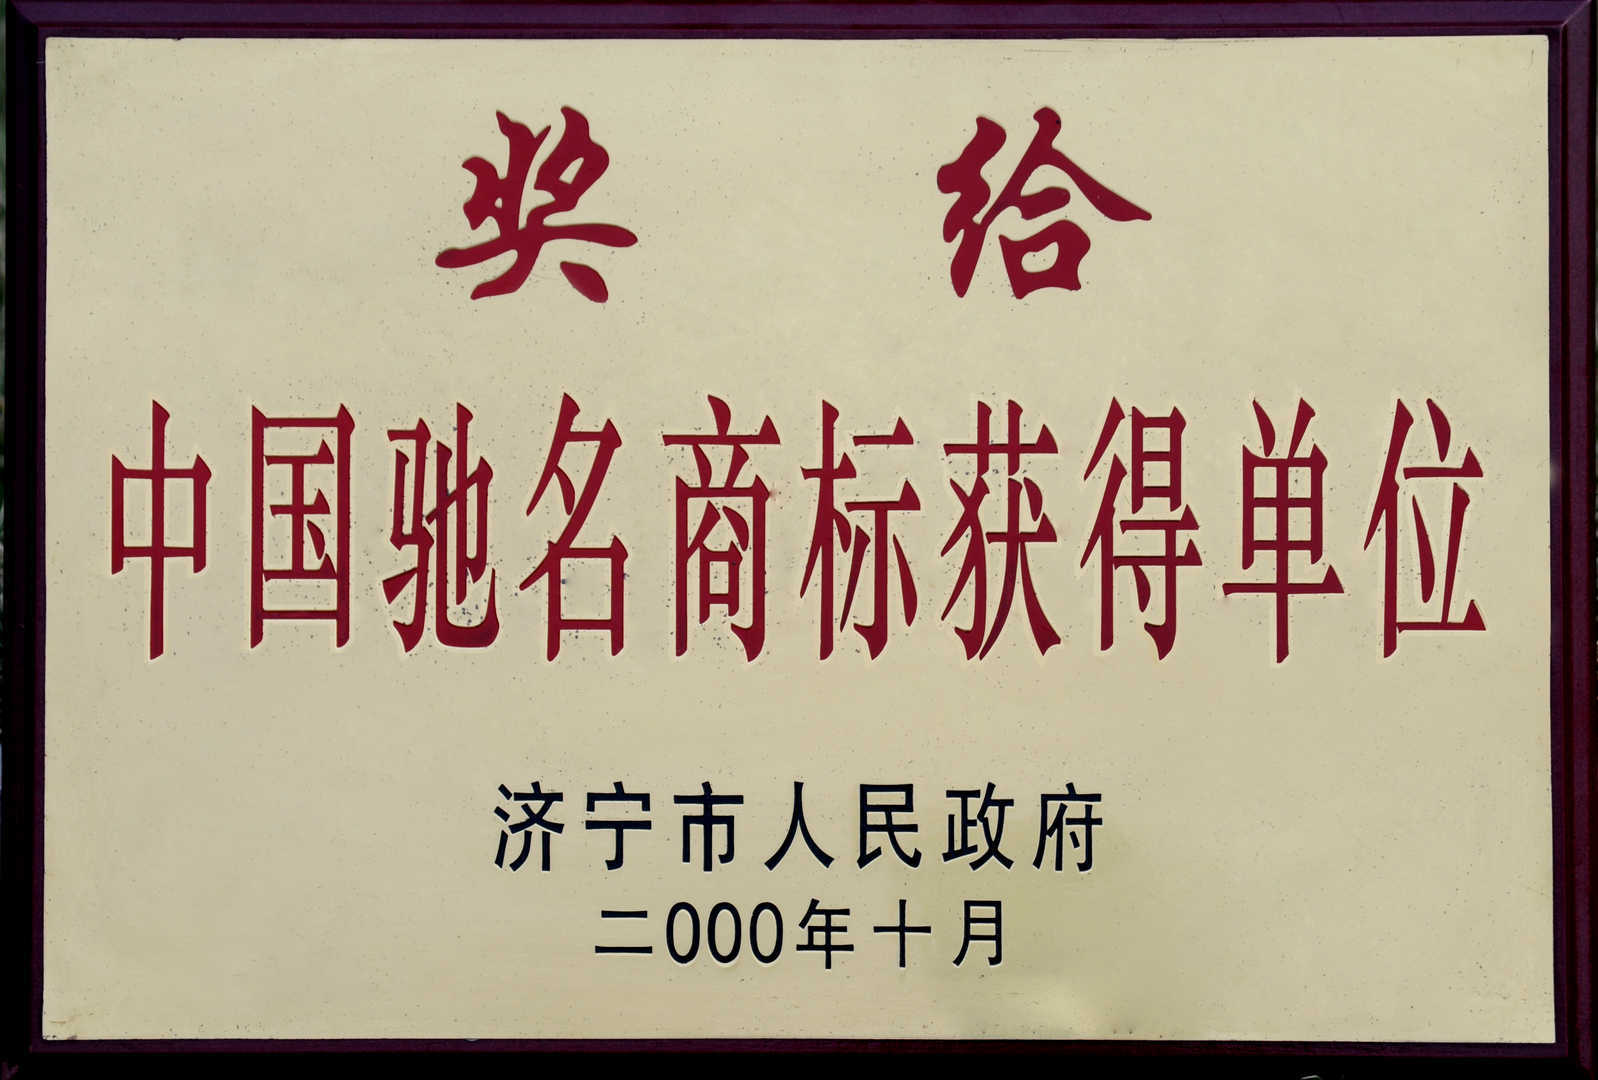 奖给
中国驰名商标获得单位
济宁市人民政府
二000年十月